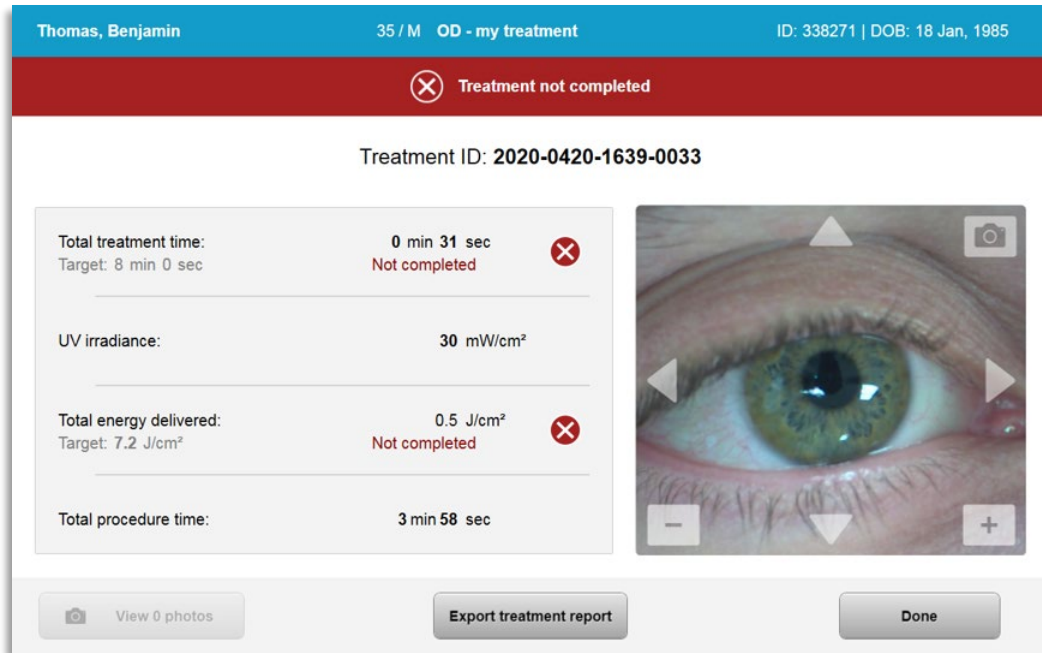 Thomas, Benjamin 35 / M OD - my treatment ID: 338271 | DOB: 18 Jan, 1985
Treatment not completed
Treatment ID: 2020-0420-1639-0033
Total treatment time: 0 min 31 sec
Target: 8 min 0 sec Not completed
UV irradiance: 30 mW/cm²
Total energy delivered: 0.5 J/cm²
Target: 7.2 J/cm² Not completed
Total procedure time: 3 min 58 sec
View 0 photos Export treatment report Done